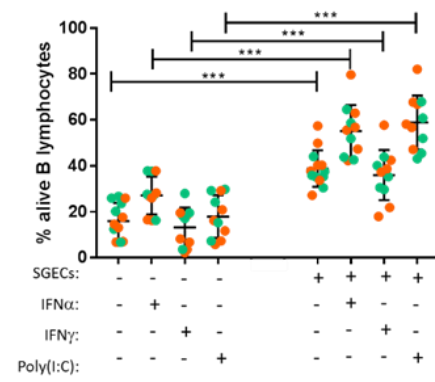 ***
***
***
***
% alive B lymphocytes
100
80
60
40
20
0
SGECs: - - - - + + + +
IFNα: - + - - - + - -
IFNγ: - - + - - - + -
Poly(I:C): - - - + - - - +